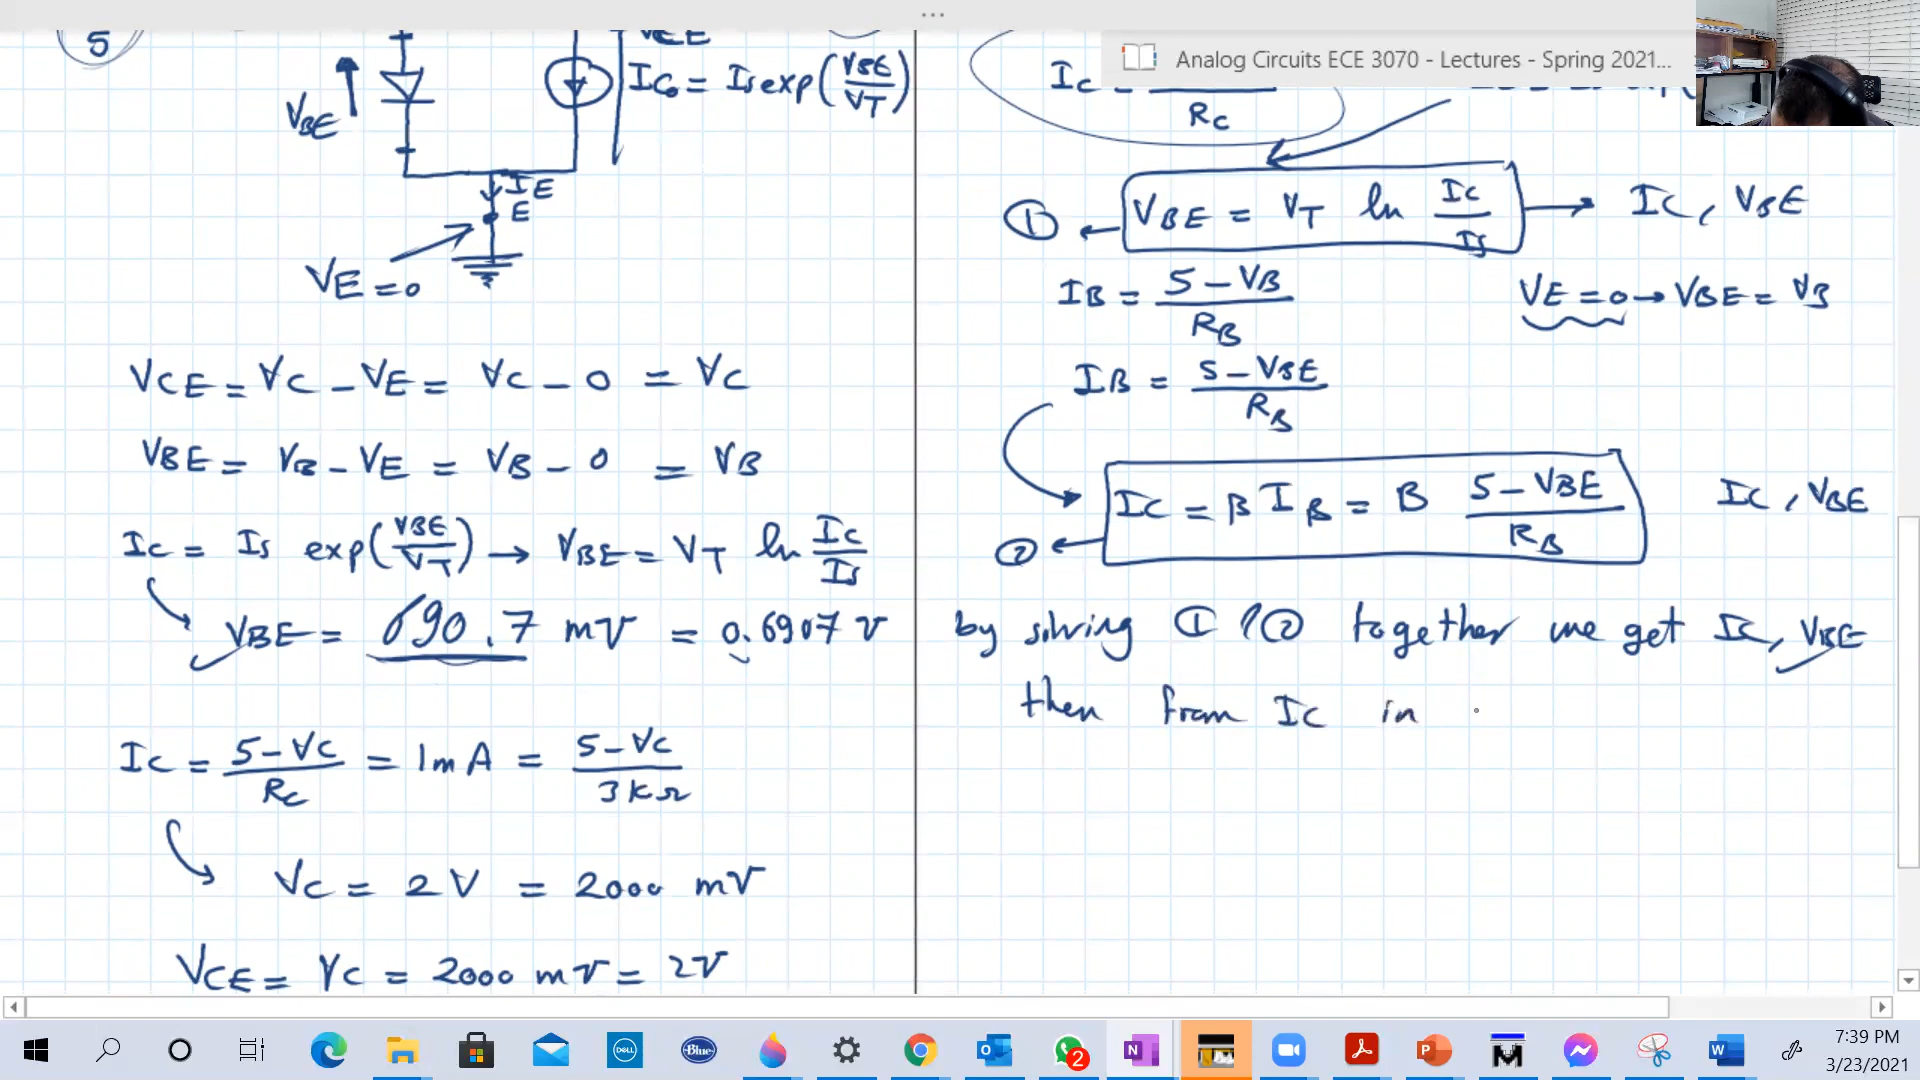 ...
Analog Circuits ECE 3070 - Lectures - Spring 2021...
5
VCE
ICo = Is exp(VBE/VT)
VBE
IE
E
VE = 0
VCE = VC - VE = VC - 0 = VC
VBE = VB - VE = VB - 0 = VB
Ic = Is exp(VBE/VT) → VBE = VT ln Ic/Is
VBE = 690.7 mV = 0.6907 V
Ic = 5-VC/RC = 1mA = 5-VC/3KΩ
VC = 2V = 2000 mV
VCE = VC = 2000 mV = 2V
Ic = /RC
① ← VBE = VT ln Ic/Is → Ic, VBE
IB = 5-VB/RB VE = 0 → VBE = VB
IB = 5-VBE/RB
Ic = β IB = B 5-VBE/RB Ic, VBE
② ←
by solving ① , ② together we get Ic, VBE
then from Ic in
DELL
Blue
2
7:39 PM
3/23/2021